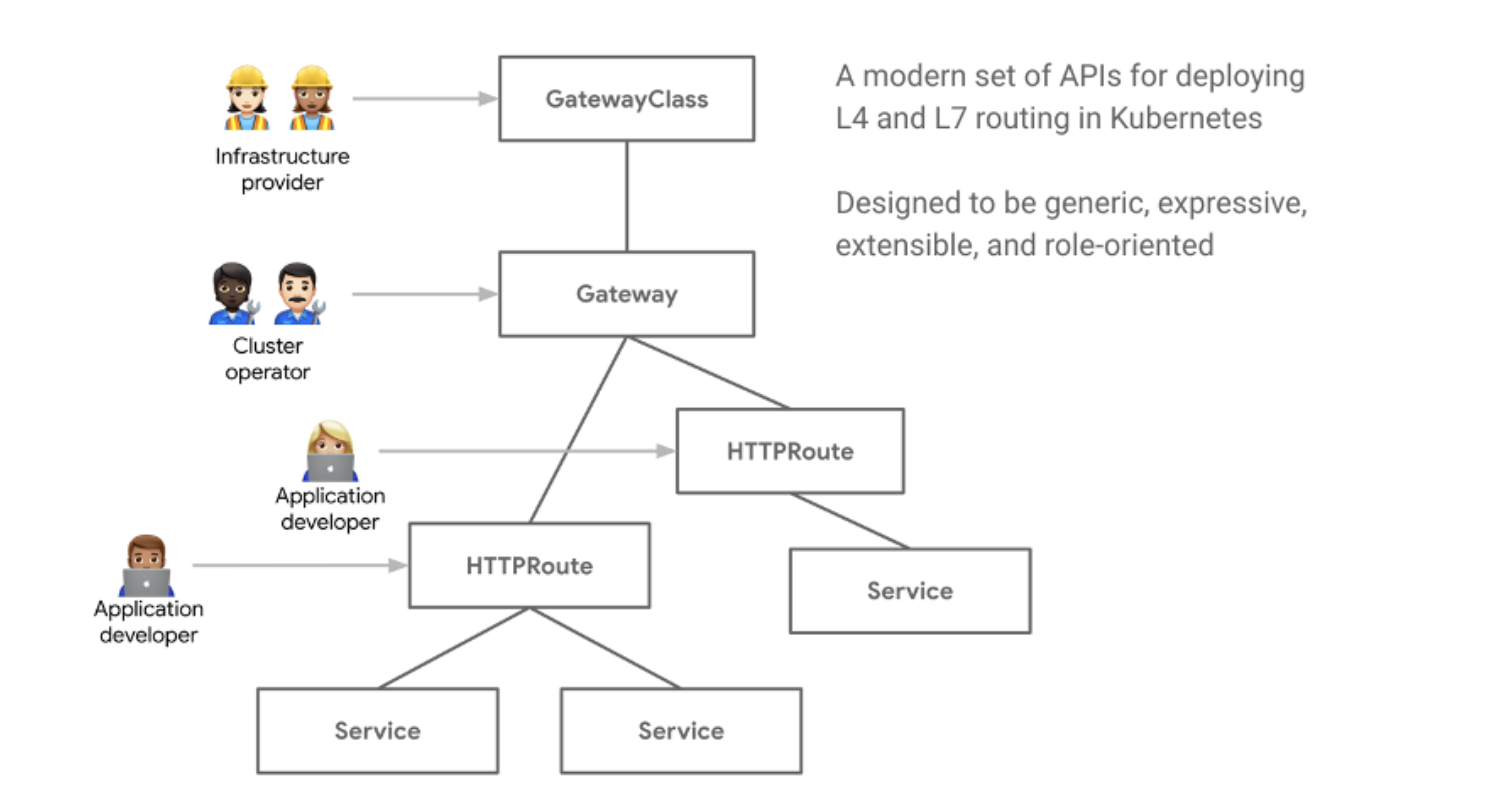 GatewayClass
A modern set of APIs for deploying
L4 and L7 routing in Kubernetes
Infrastructure
provider
Designed to be generic, expressive,
extensible, and role-oriented
Gateway
Cluster
operator
HTTPRoute
Application
developer
HTTPRoute
Service
Application
developer
Service
Service